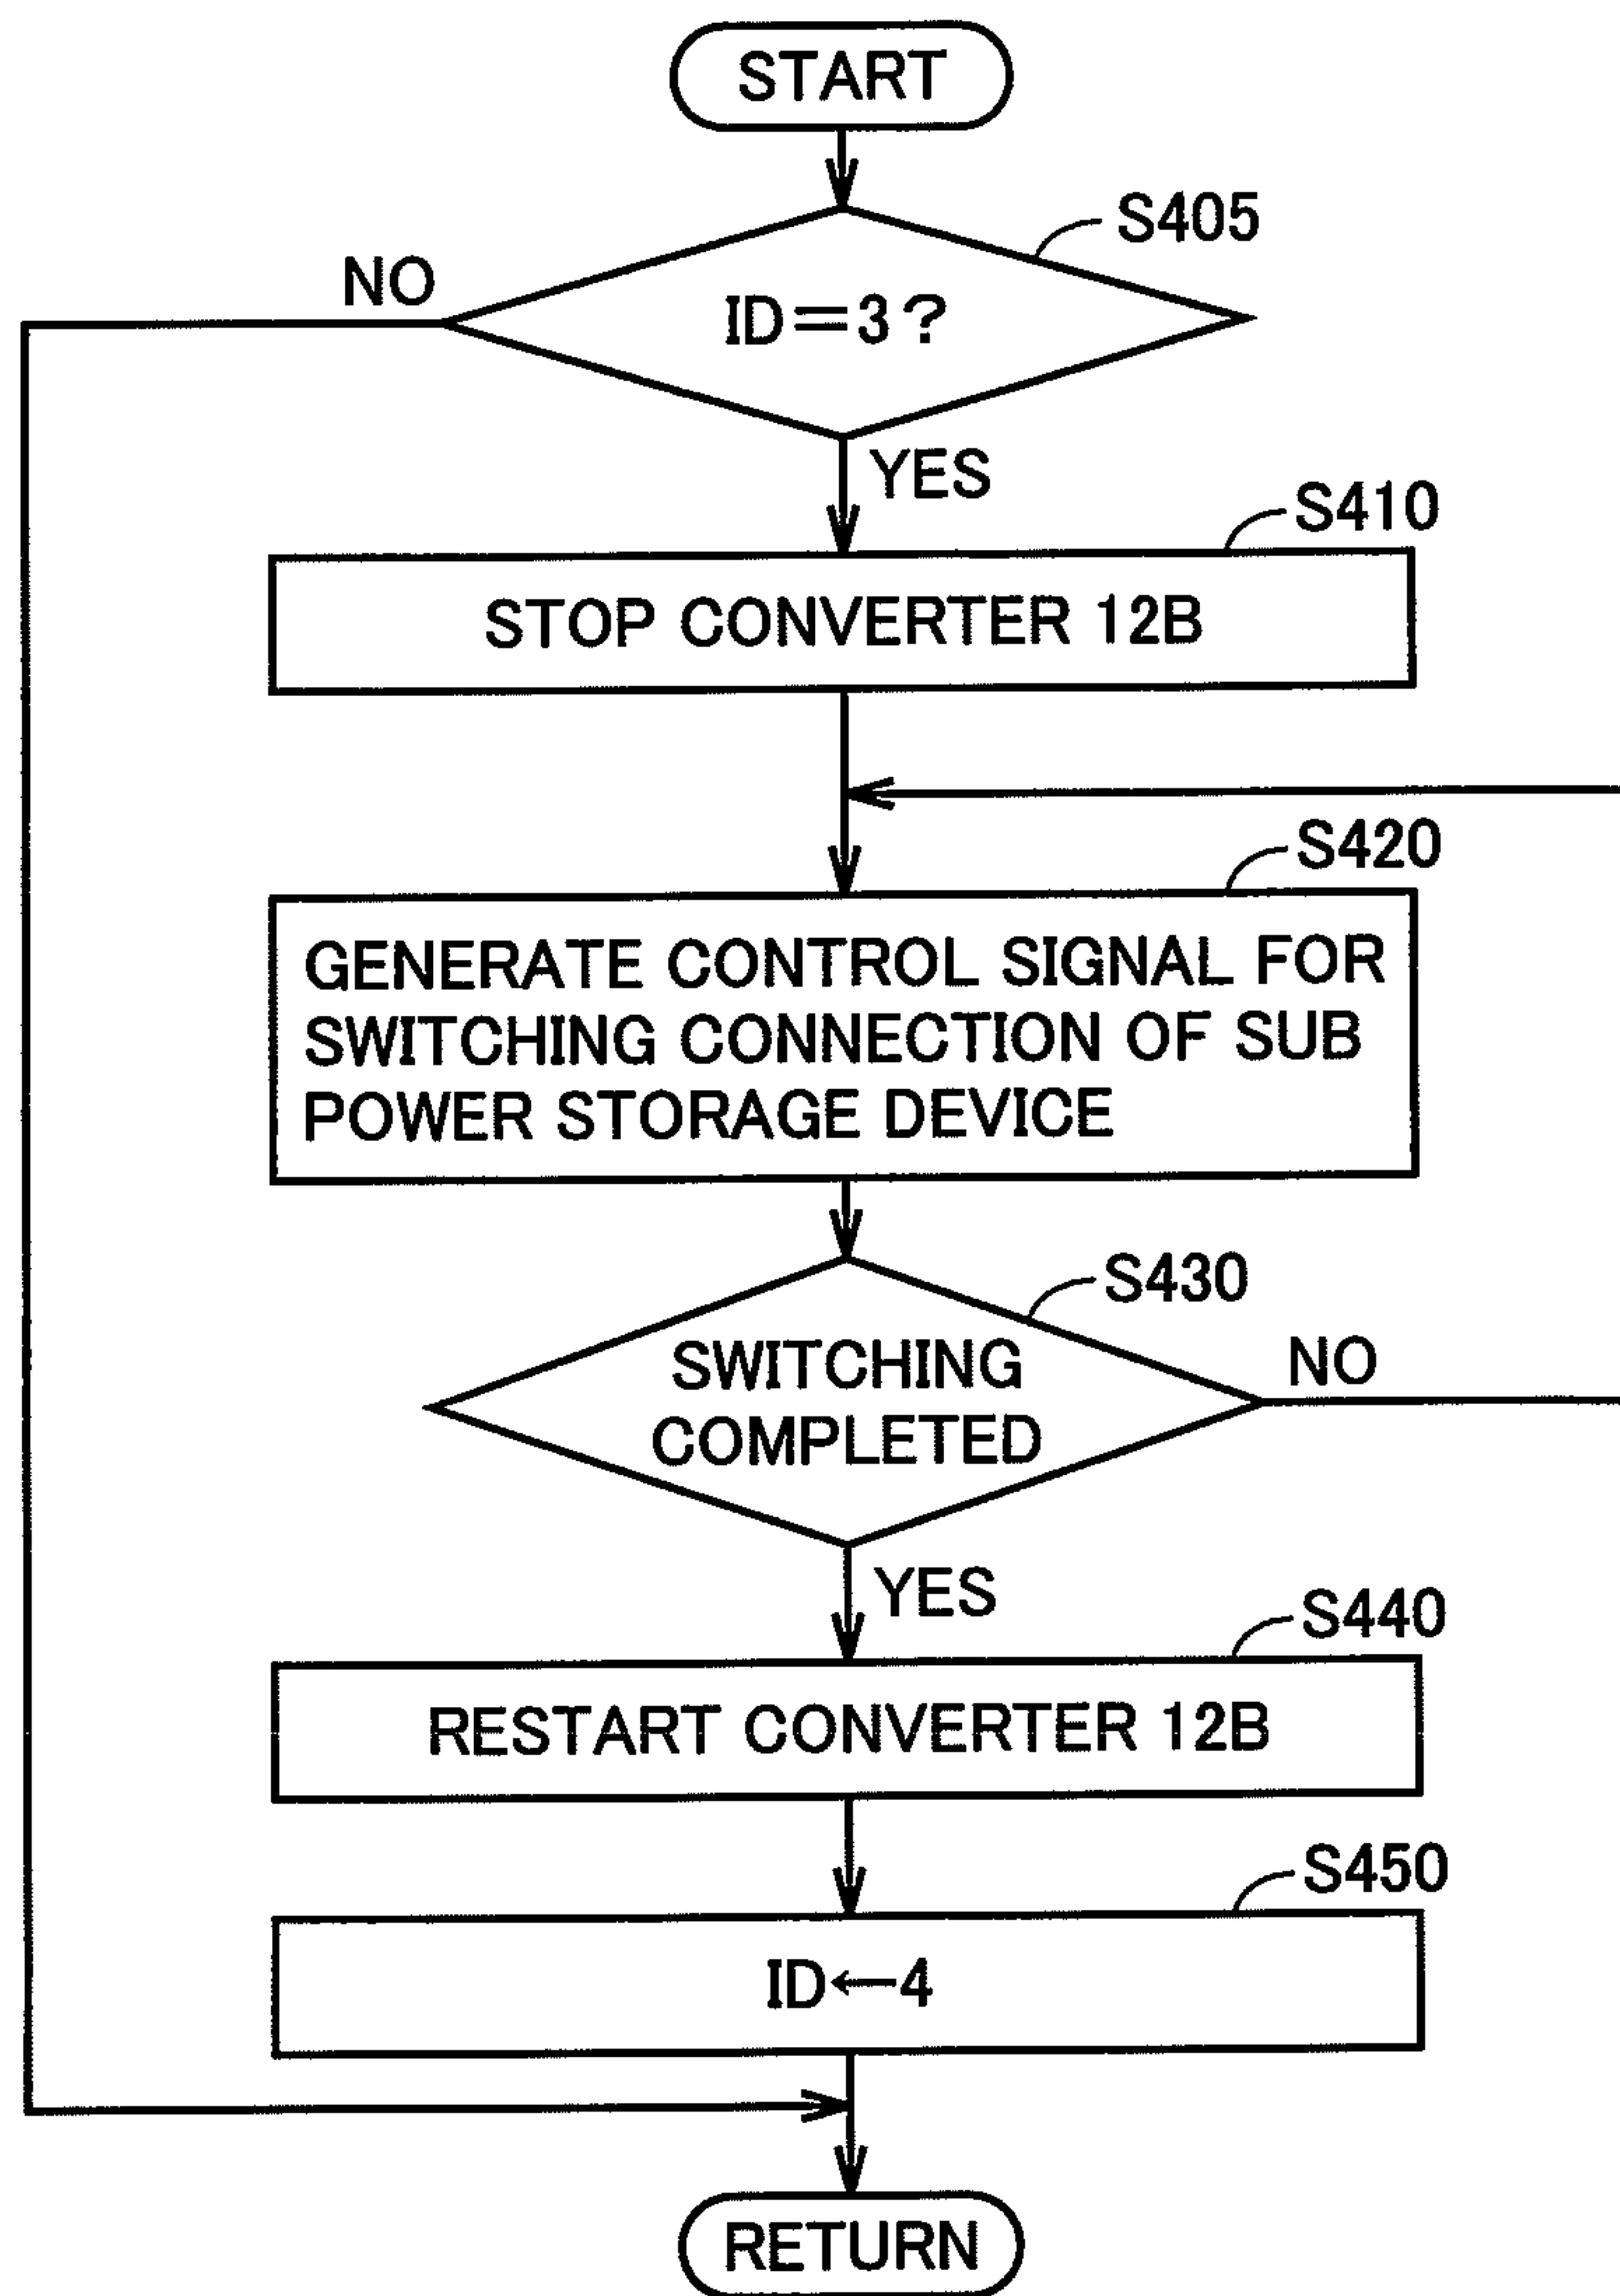 START
S405
NO
ID=3?
YES
S410
STOP CONVERTER 12B
S420
GENERATE CONTROL SIGNAL FOR
SWITCHING CONNECTION OF SUB
POWER STORAGE DEVICE
S430
SWITCHING
COMPLETED
NO
YES
S440
RESTART CONVERTER 12B
S450
ID←4
RETURN